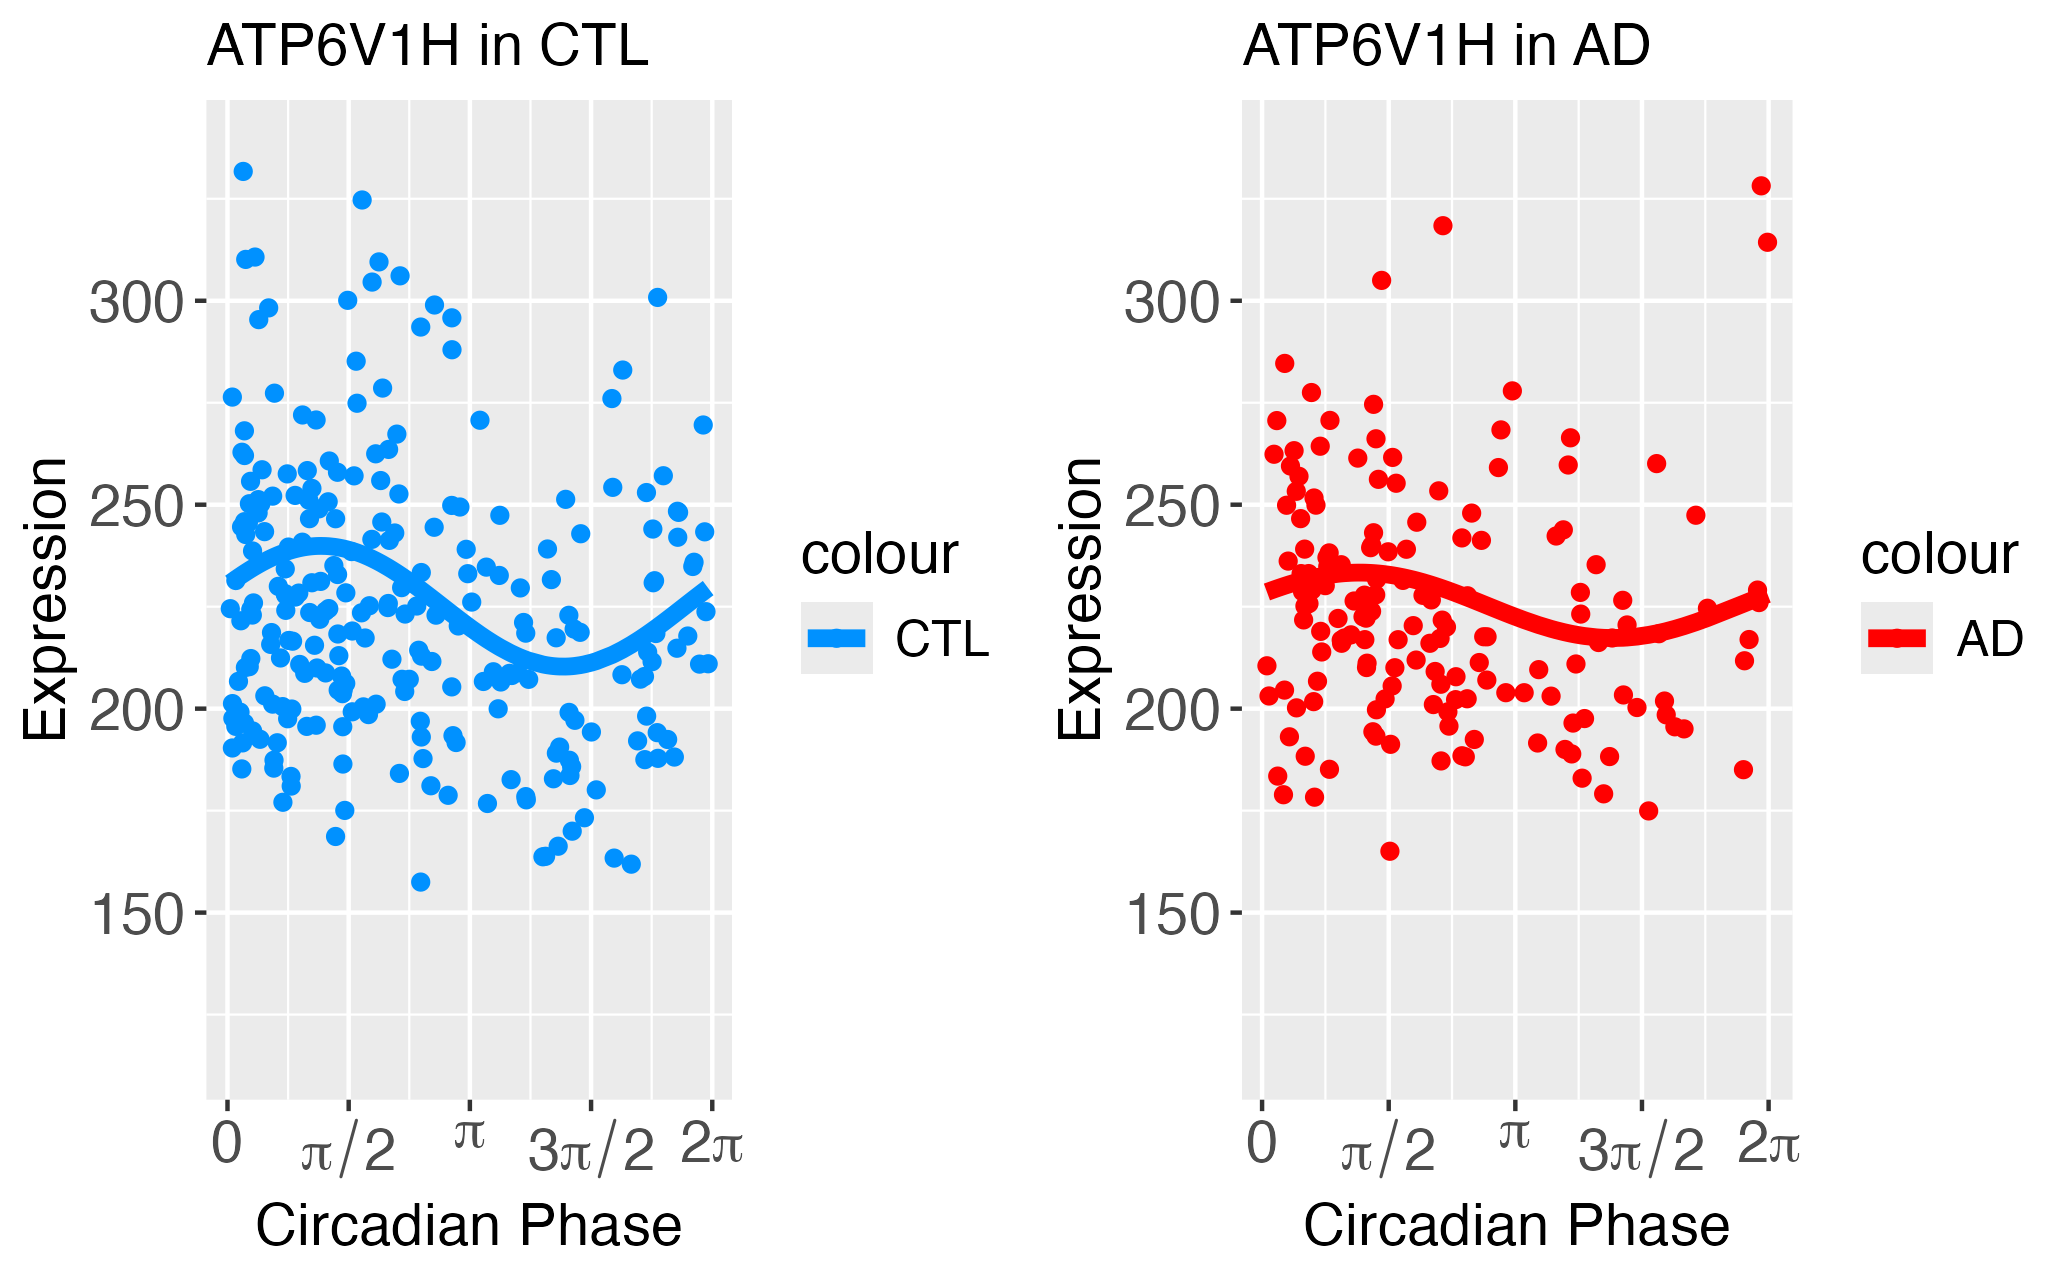 ATP6V1H in CTL
Expression
300
250
200
150
0
π/2
π
3π/2
2π
Circadian Phase
colour
CTL
ATP6V1H in AD
Expression
300
250
200
150
0
π/2
π
3π/2
2π
Circadian Phase
colour
AD